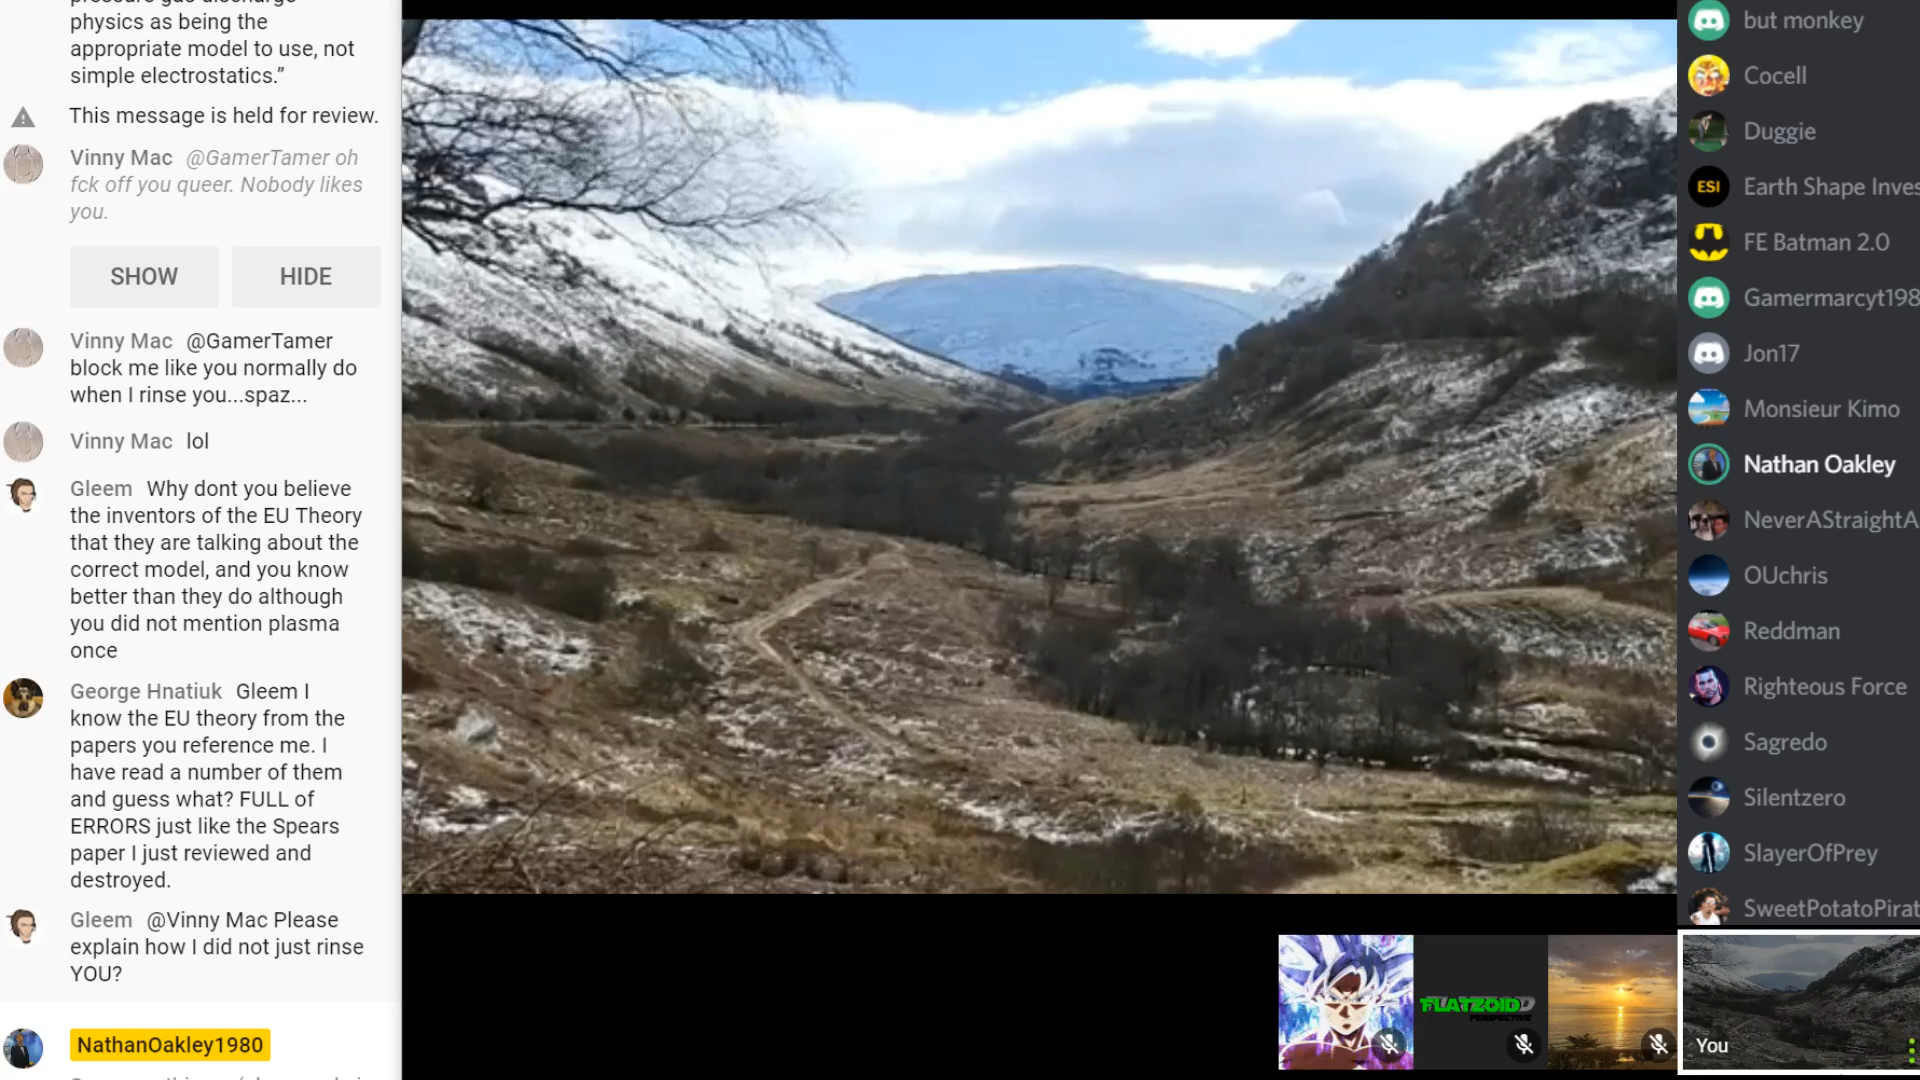 physics as being the
appropriate model to use, not
simple electrostatics.”
This message is held for review.
Vinny Mac @GamerTamer oh
fck off you queer. Nobody likes
you.
SHOW HIDE
Vinny Mac @GamerTamer
block me like you normally do
when I rinse you...spaz...
Vinny Mac lol
Gleem Why dont you believe
the inventors of the EU Theory
that they are talking about the
correct model, and you know
better than they do although
you did not mention plasma
once
George Hnatiuk Gleem I
know the EU theory from the
papers you reference me. I
have read a number of them
and guess what? FULL of
ERRORS just like the Spears
paper I just reviewed and
destroyed.
Gleem @Vinny Mac Please
explain how I did not just rinse
YOU?
NathanOakley1980
but monkey
Cocell
Duggie
ESI Earth Shape Inves
FE Batman 2.0
Gamermarcyt198
Jon17
Monsieur Kimo
Nathan Oakley
NeverAStraightA
OUchris
Reddman
Righteous Force
Sagredo
Silentzero
SlayerOfPrey
SweetPotatoPirat
FLATZOID
PERSPECTIVE
You